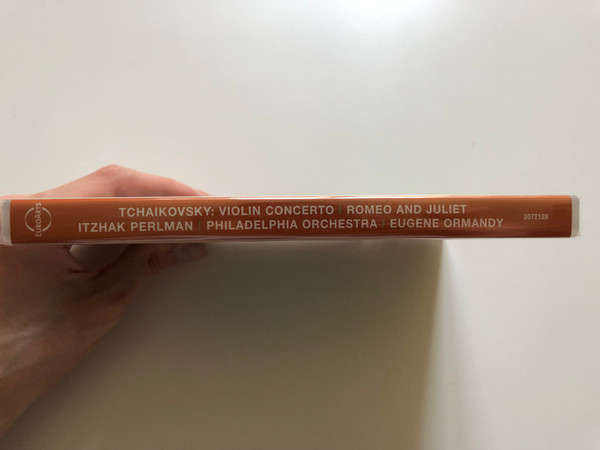 EUROARTS
TCHAIKOVSKY: VIOLIN CONCERTO | ROMEO AND JULIET
ITZHAK PERLMAN | PHILADELPHIA ORCHESTRA | EUGENE ORMANDY
2072128